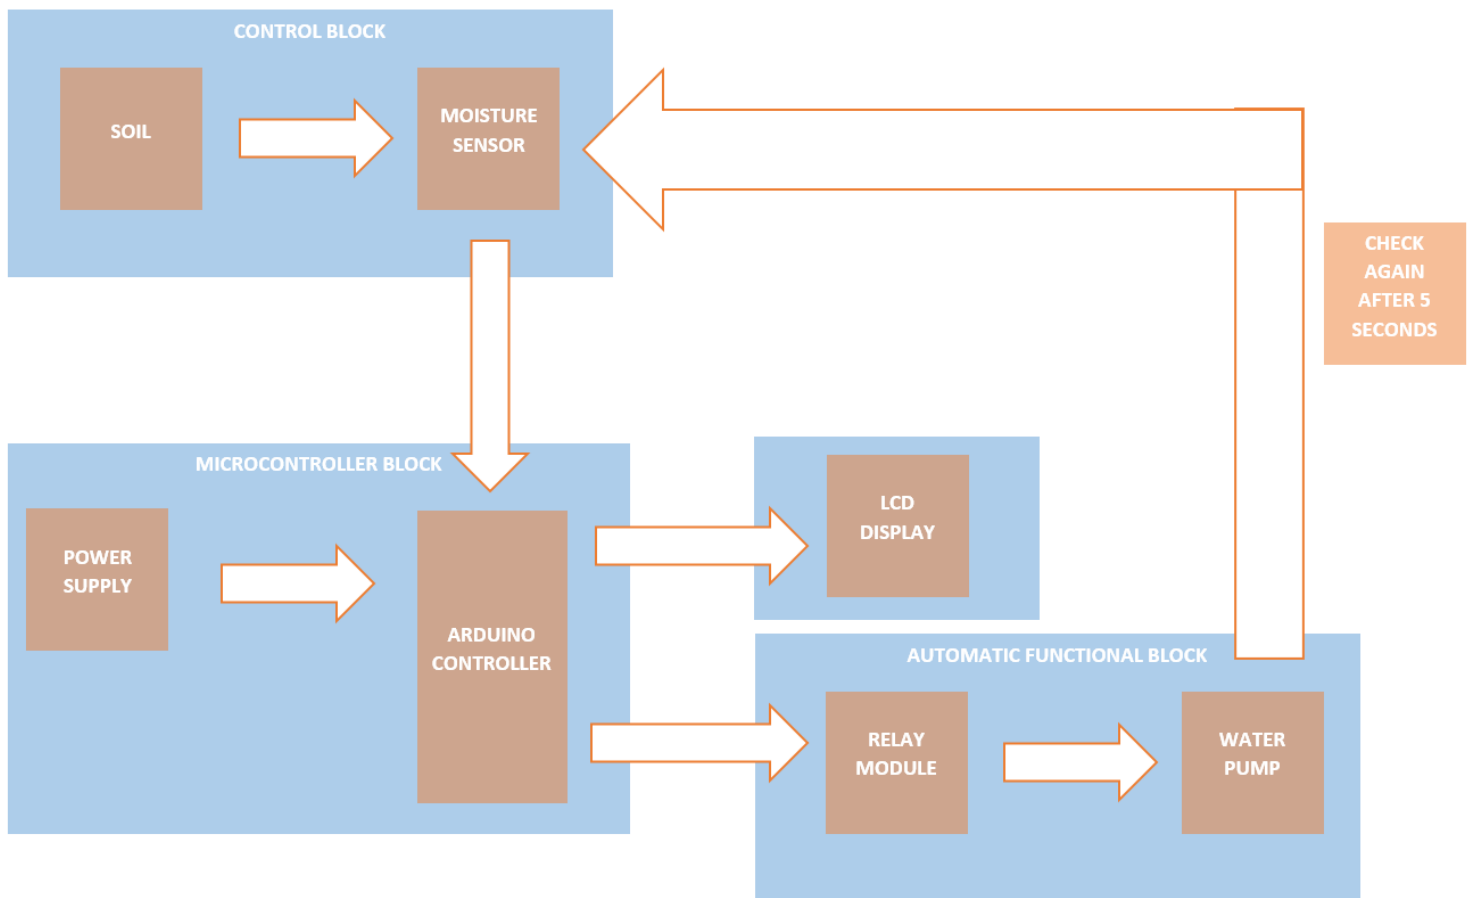 CONTROL BLOCK
SOIL
MOISTURE
SENSOR
CHECK
AGAIN
AFTER 5
SECONDS
MICROCONTROLLER BLOCK
POWER
SUPPLY
ARDUINO
CONTROLLER
LCD
DISPLAY
AUTOMATIC FUNCTIONAL BLOCK
RELAY
MODULE
WATER
PUMP